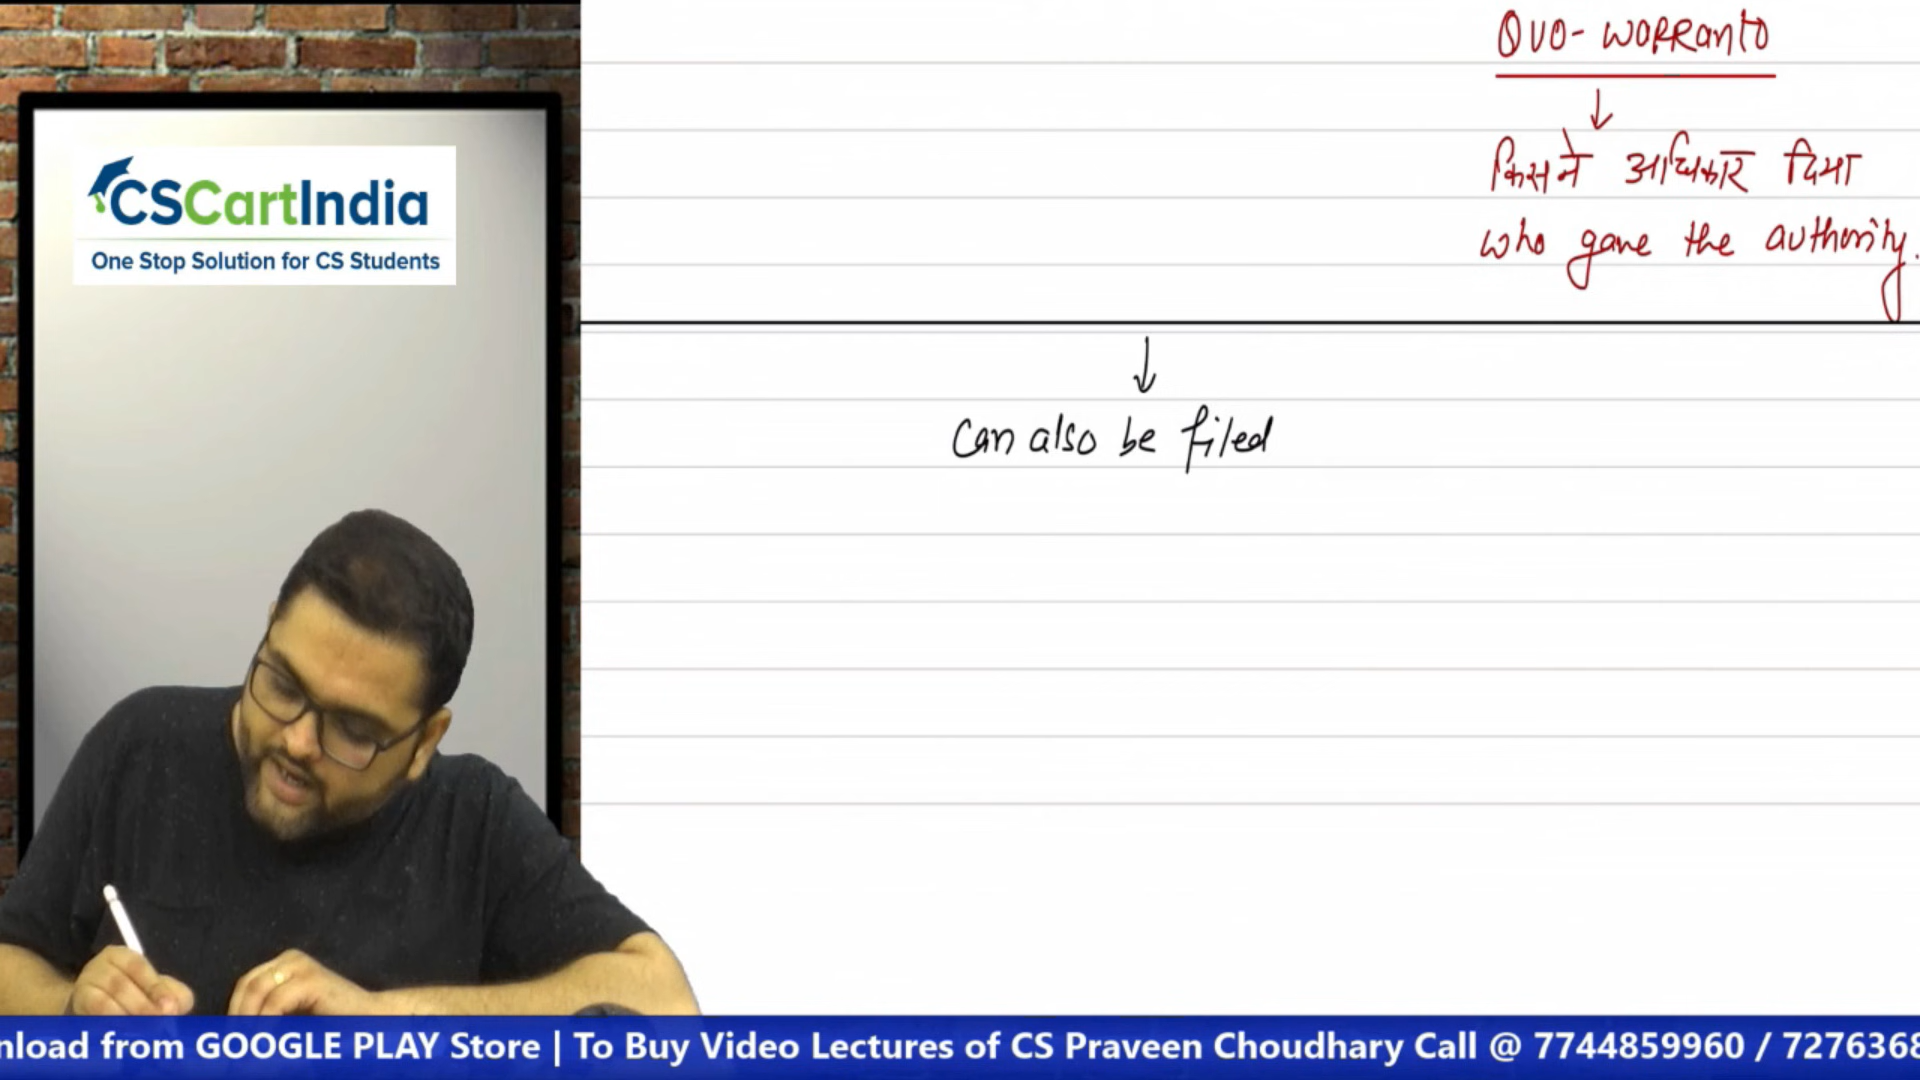 QUO-WARRANTO
किसने अधिकार दिया
who gave the authority.
CSCartIndia
One Stop Solution for CS Students
Can also be filed
nload from GOOGLE PLAY Store | To Buy Video Lectures of CS Praveen Choudhary Call @ 7744859960 / 7276368